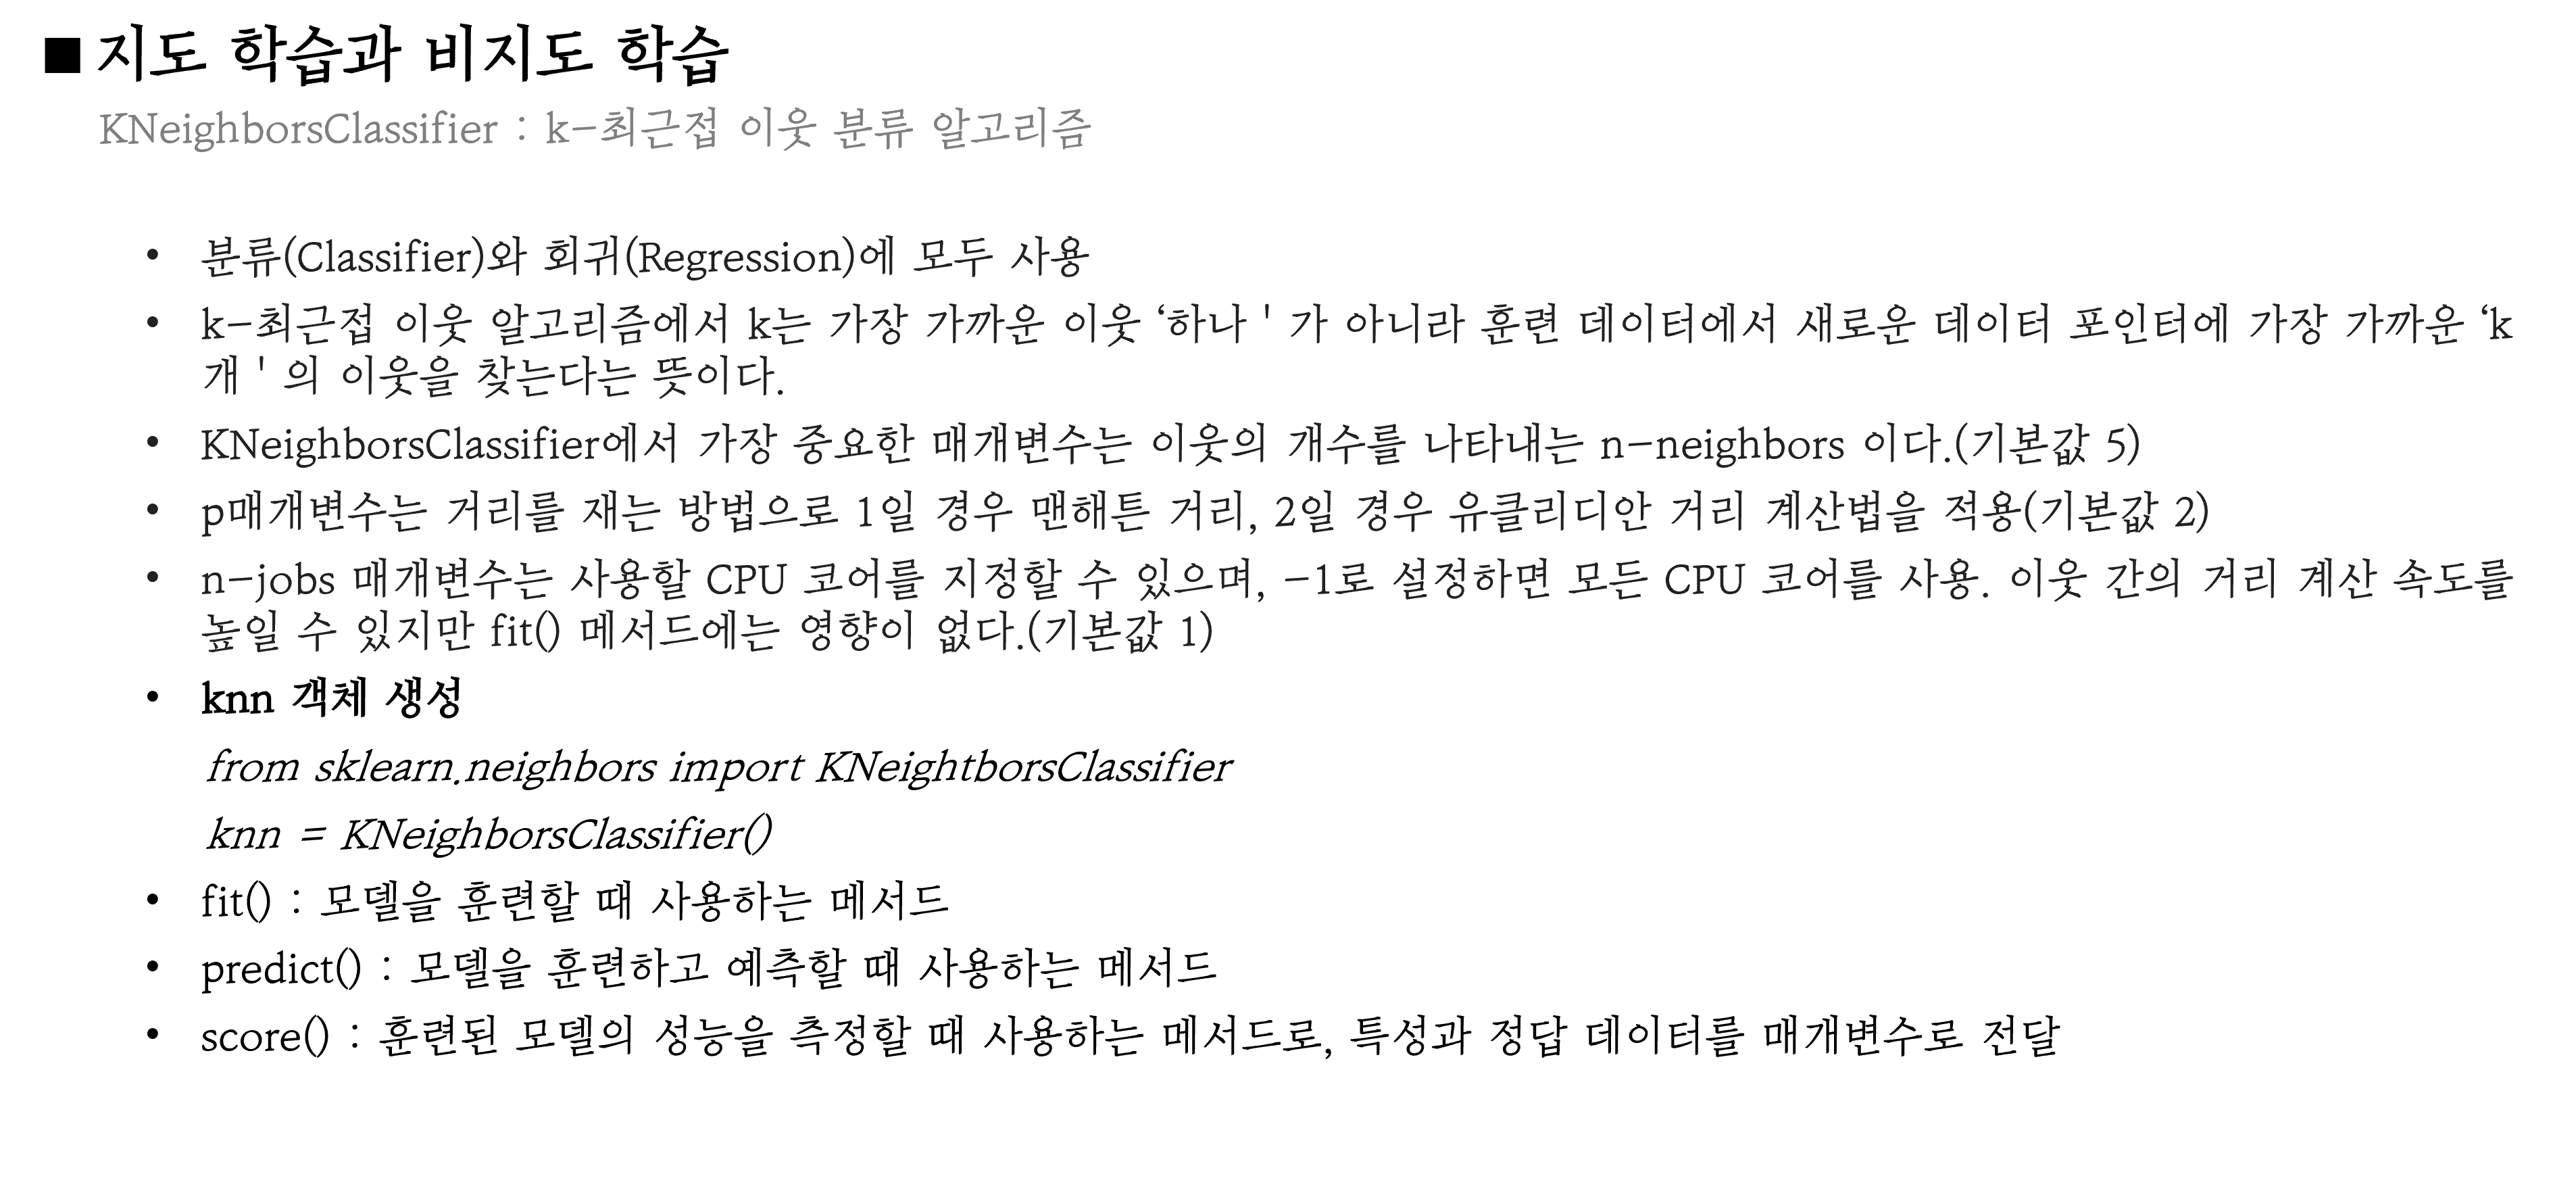 ■ 지도 학습과 비지도 학습
KNeighborsClassifier : k-최근접 이웃 분류 알고리즘
• 분류(Classifier)와 회귀(Regression)에 모두 사용
• k-최근접 이웃 알고리즘에서 k는 가장 가까운 이웃 ‘하나 ' 가 아니라 훈련 데이터에서 새로운 데이터 포인터에 가장 가까운 ‘k
개 ' 의 이웃을 찾는다는 뜻이다.
• KNeighborsClassifier에서 가장 중요한 매개변수는 이웃의 개수를 나타내는 n-neighbors 이다.(기본값 5)
• p매개변수는 거리를 재는 방법으로 1일 경우 맨해튼 거리, 2일 경우 유클리디안 거리 계산법을 적용(기본값 2)
• n-jobs 매개변수는 사용할 CPU 코어를 지정할 수 있으며, -1로 설정하면 모든 CPU 코어를 사용. 이웃 간의 거리 계산 속도를
높일 수 있지만 fit() 메서드에는 영향이 없다.(기본값 1)
• knn 객체 생성
from sklearn.neighbors import KNeightborsClassifier
knn = KNeighborsClassifier()
• fit() : 모델을 훈련할 때 사용하는 메서드
• predict() : 모델을 훈련하고 예측할 때 사용하는 메서드
• score() : 훈련된 모델의 성능을 측정할 때 사용하는 메서드로, 특성과 정답 데이터를 매개변수로 전달